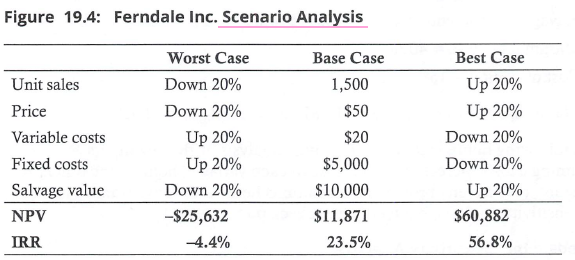 Figure 19.4: Ferndale Inc. Scenario Analysis
Worst Case Base Case Best Case
Unit sales Down 20% 1,500 Up 20%
Price Down 20% $50 Up 20%
Variable costs Up 20% $20 Down 20%
Fixed costs Up 20% $5,000 Down 20%
Salvage value Down 20% $10,000 Up 20%
NPV –$25,632 $11,871 $60,882
IRR –4.4% 23.5% 56.8%